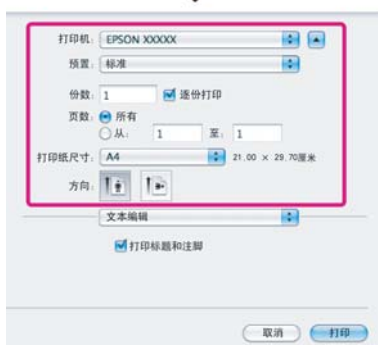 打印机: EPSON XXXXX
预置: 标准
份数: 1 逐份打印
页数: 所有
从: 1 至: 1
打印纸尺寸: A4 21.00 × 29.70厘米
方向:
文本编辑
打印标题和注脚
取消 打印